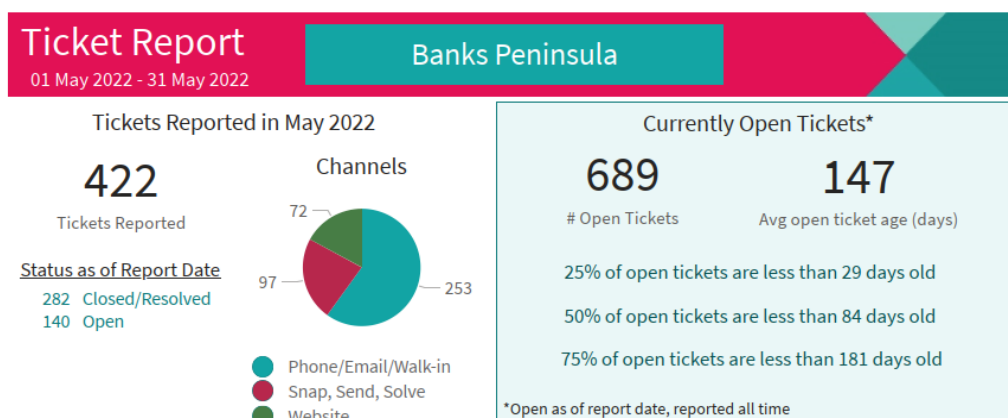 Ticket Report
01 May 2022 - 31 May 2022
Banks Peninsula
Tickets Reported in May 2022
422
Tickets Reported
Status as of Report Date
282 Closed/Resolved
140 Open
Channels
72
97
253
Phone/Email/Walk-in
Snap, Send, Solve
Website
Currently Open Tickets*
689
# Open Tickets
147
Avg open ticket age (days)
25% of open tickets are less than 29 days old
50% of open tickets are less than 84 days old
75% of open tickets are less than 181 days old
*Open as of report date, reported all time